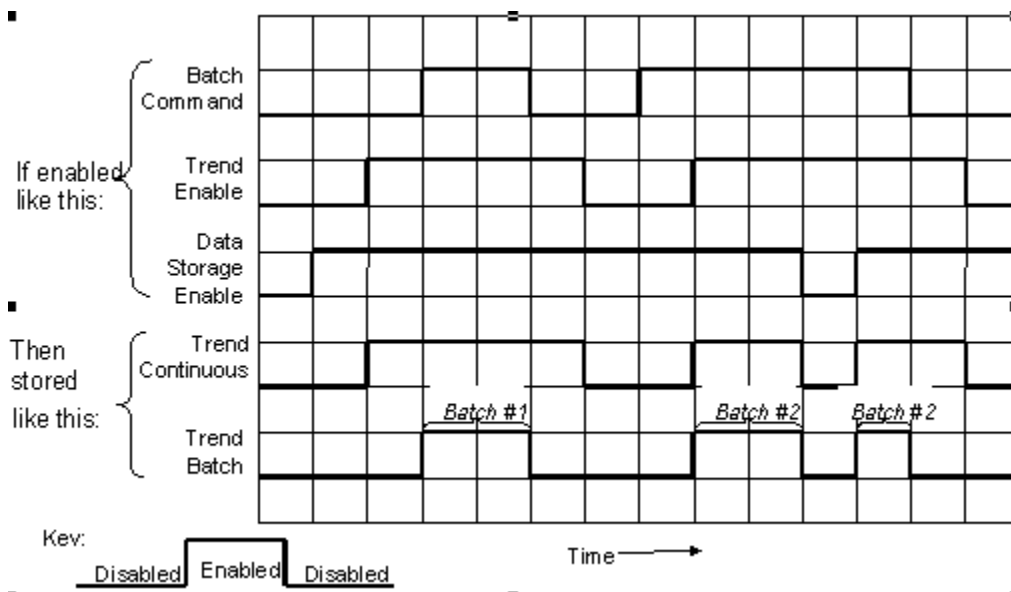 Batch
Command
If enabled
like this:
Trend
Enable
Data
Storage
Enable
Then
stored
like this:
Trend
Continuous
Batch #1
Batch #2
Batch #2
Trend
Batch
Kev:
Disabled
Enabled
Disabled
Time